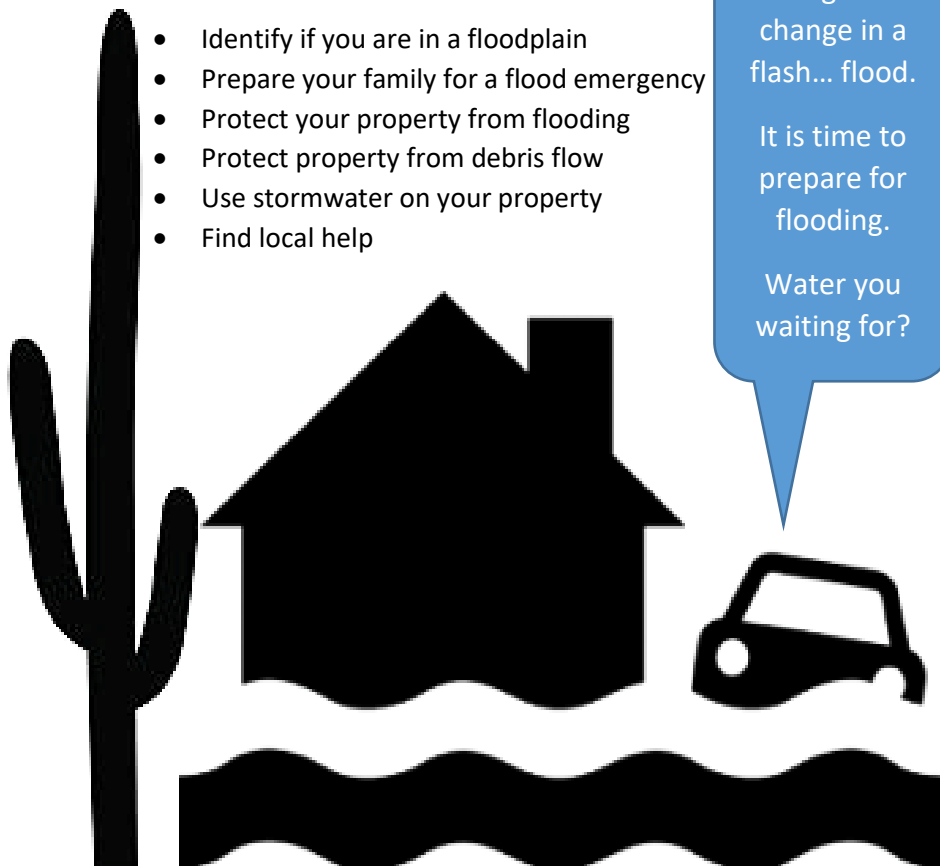 • Identify if you are in a floodplain
• Prepare your family for a flood emergency
• Protect your property from flooding
• Protect property from debris flow
• Use stormwater on your property
• Find local help
change in a
flash... flood.
It is time to
prepare for
flooding.
Water you
waiting for?